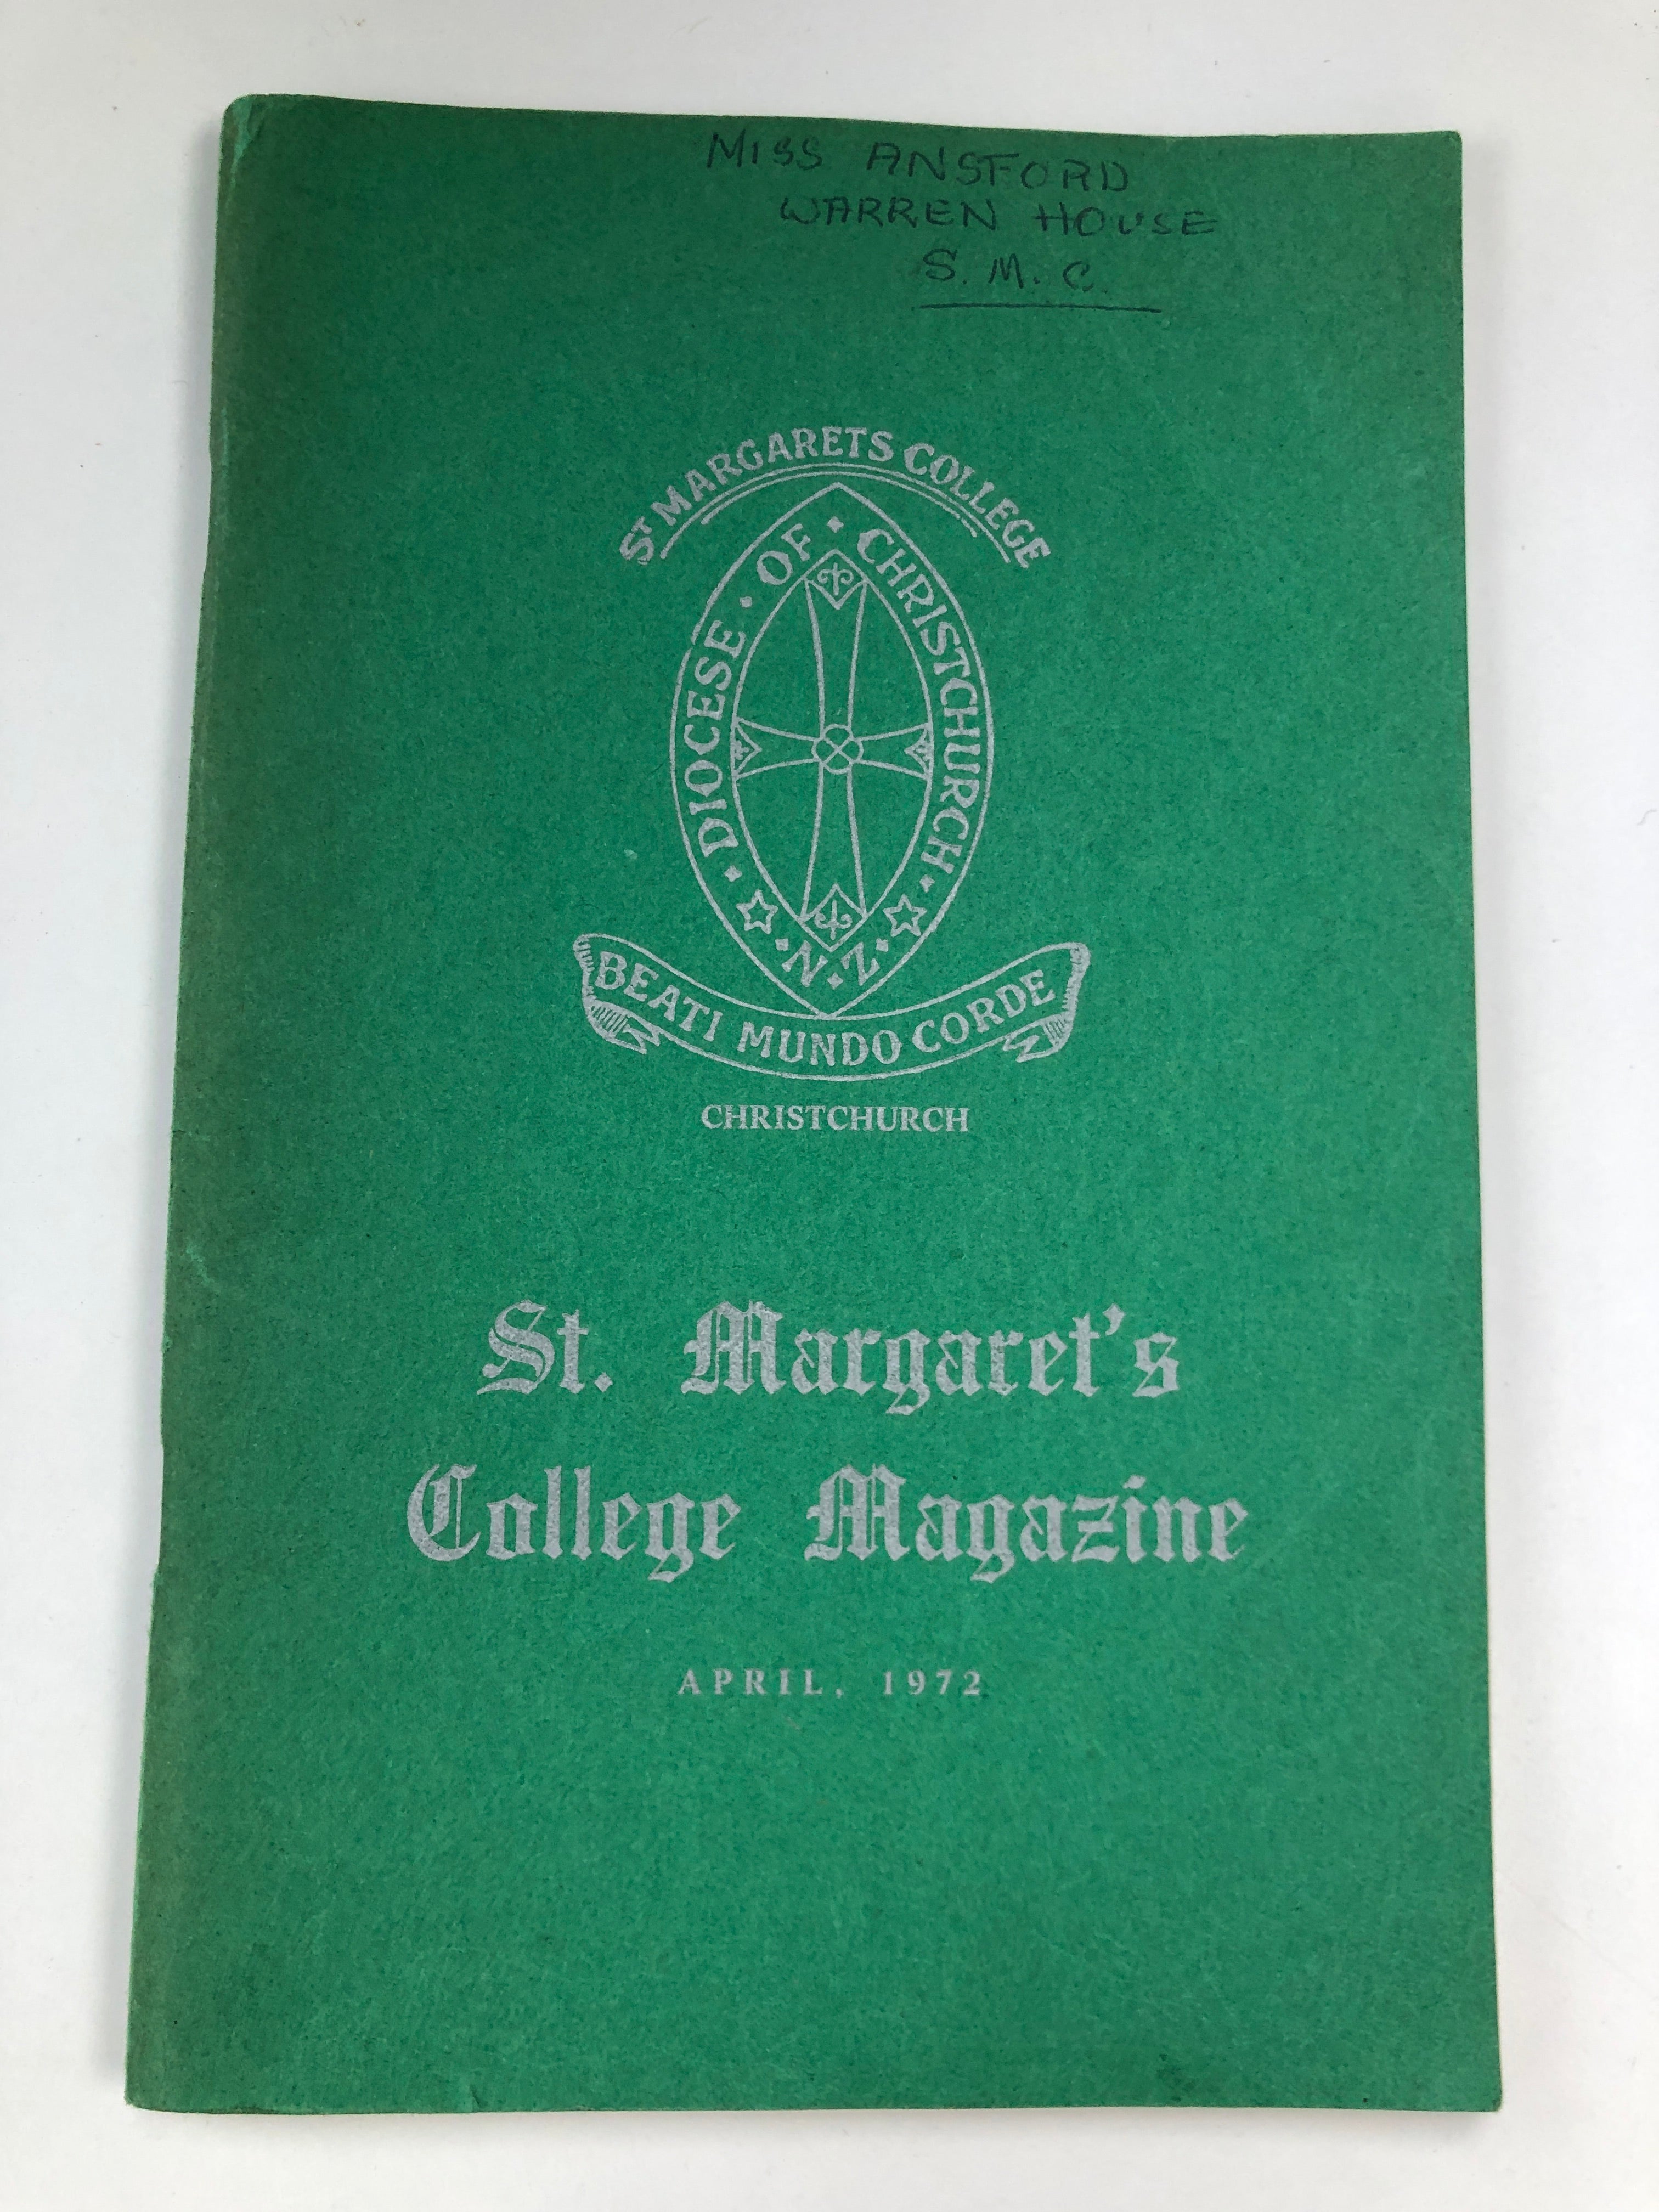 MISS ANSFORD
WARREN HOUSE
S. M. C.
ST MARGARETS COLLEGE
· DIOCESE · OF · CHRISTCHURCH ·
· N · Z ·
BEATI MUNDO CORDE
CHRISTCHURCH
St. Margaret's
College Magazine
APRIL, 1972